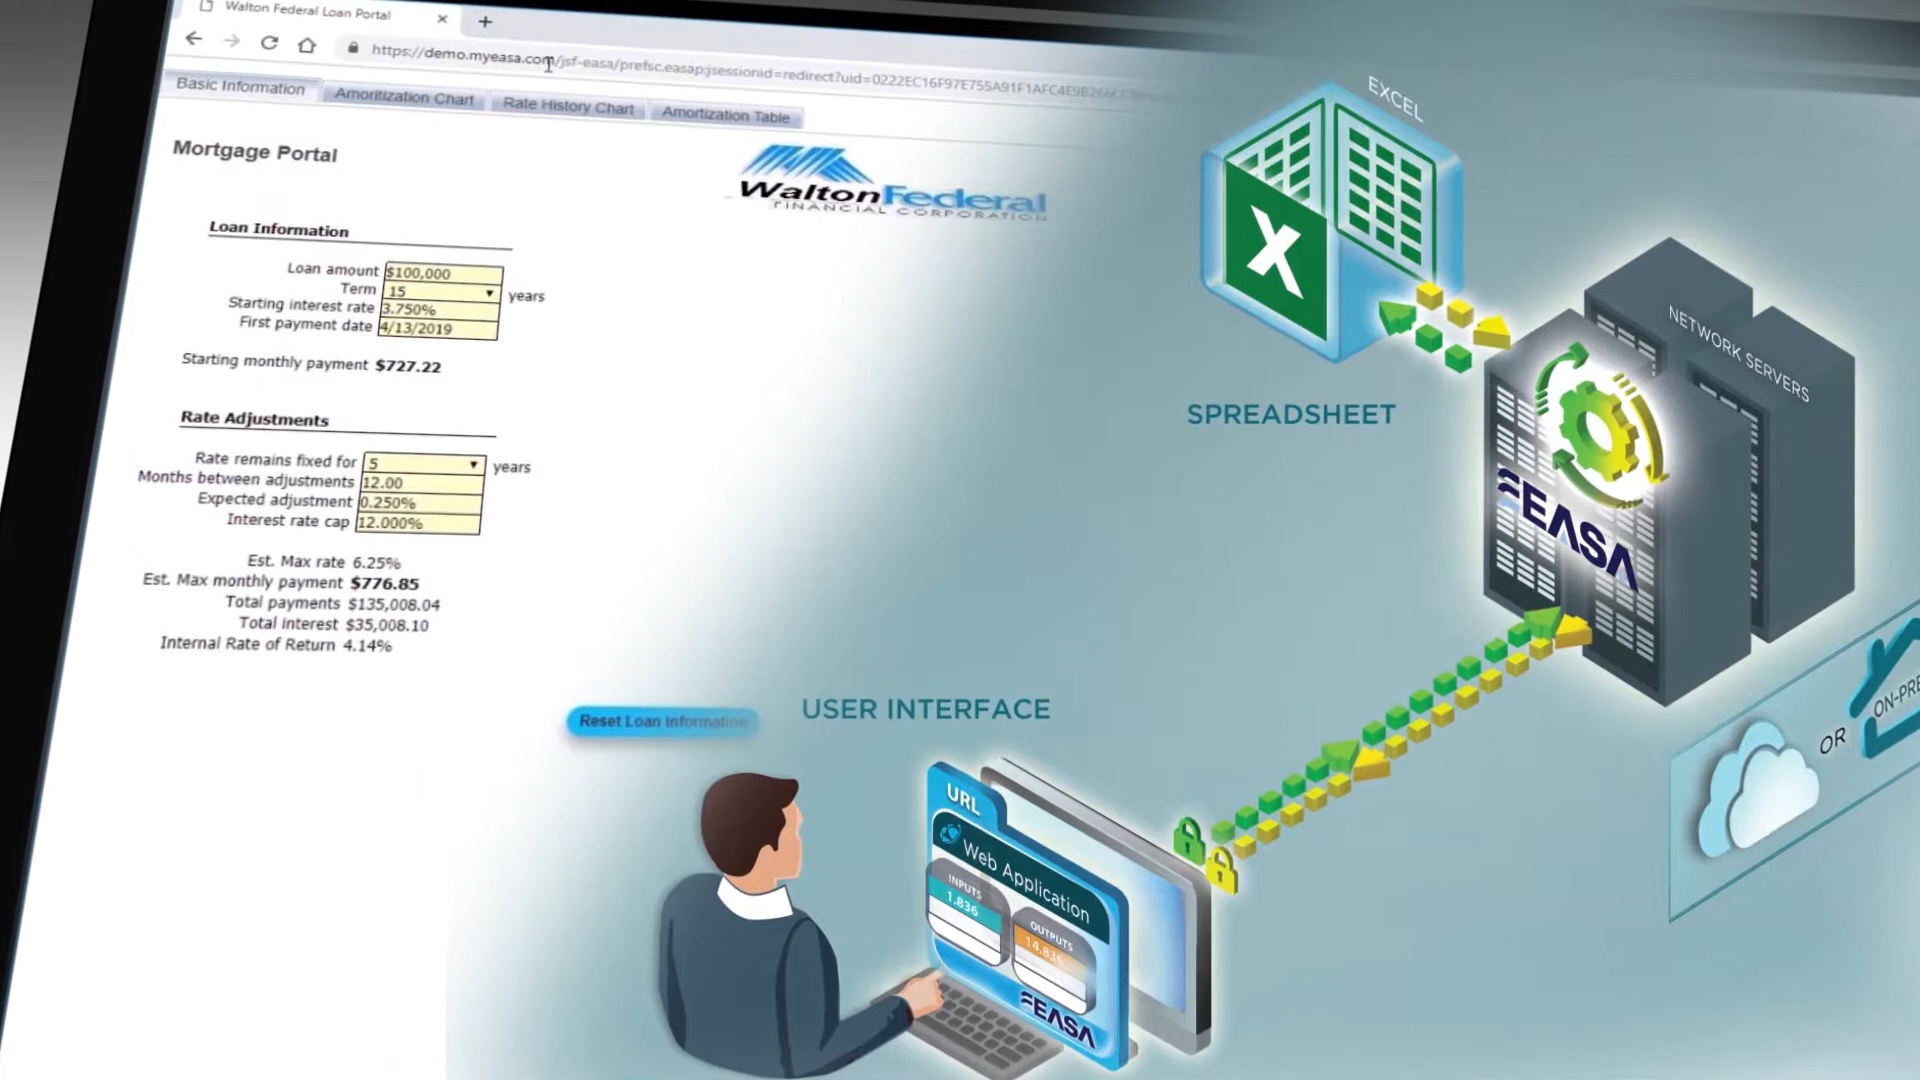 Walton Federal Loan Portal
https://demo.myeasa.com/jsf-easa/prefsc.easap;jsessionid=redirect?uid=0222EC16F97E755A91F1AFC4E9B266CC
Basic Information
Amoritization Chart
Rate History Chart
Amortization Table
Mortgage Portal
WaltonFederal
FINANCIAL CORPORATION
Loan Information
Loan amount $100,000
Term 15 years
Starting interest rate 3.750%
First payment date 4/13/2019
Starting monthly payment $727.22
Rate Adjustments
Rate remains fixed for 5 years
Months between adjustments 12.00
Expected adjustment 0.250%
Interest rate cap 12.000%
Est. Max rate 6.25%
Est. Max monthly payment $776.85
Total payments $135,008.04
Total interest $35,008.10
Internal Rate of Return 4.14%
Reset Loan Information
EXCEL
X
SPREADSHEET
NETWORK SERVERS
EASA
OR
ON-PRE
USER INTERFACE
URL
Web Application
INPUTS
1.836
OUTPUTS
14.836
EASA